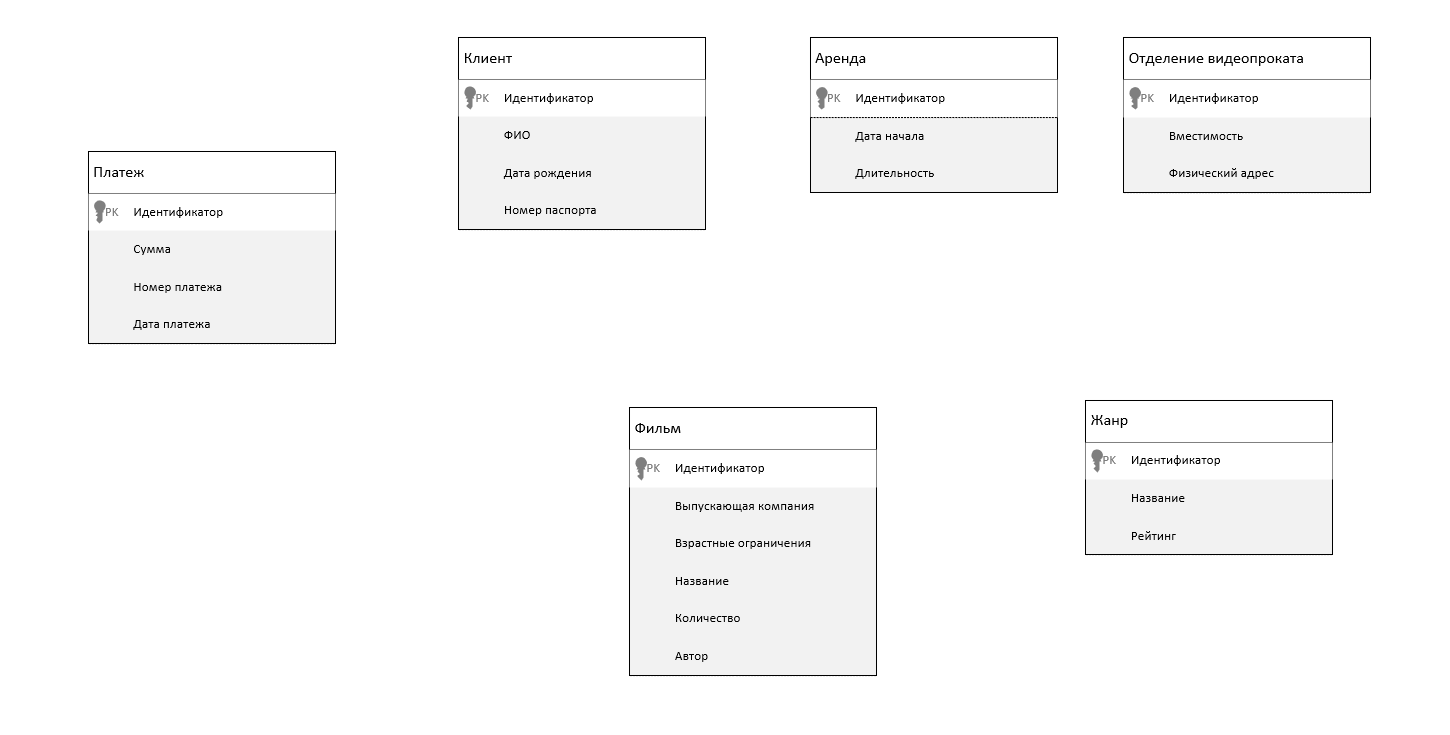 Клиент
PK Идентификатор
ФИО
Дата рождения
Номер паспорта
Аренда
PK Идентификатор
Дата начала
Длительность
Отделение видеопроката
PK Идентификатор
Вместимость
Физический адрес
Платеж
PK Идентификатор
Сумма
Номер платежа
Дата платежа
Фильм
PK Идентификатор
Выпускающая компания
Взрастные ограничения
Название
Количество
Автор
Жанр
PK Идентификатор
Название
Рейтинг